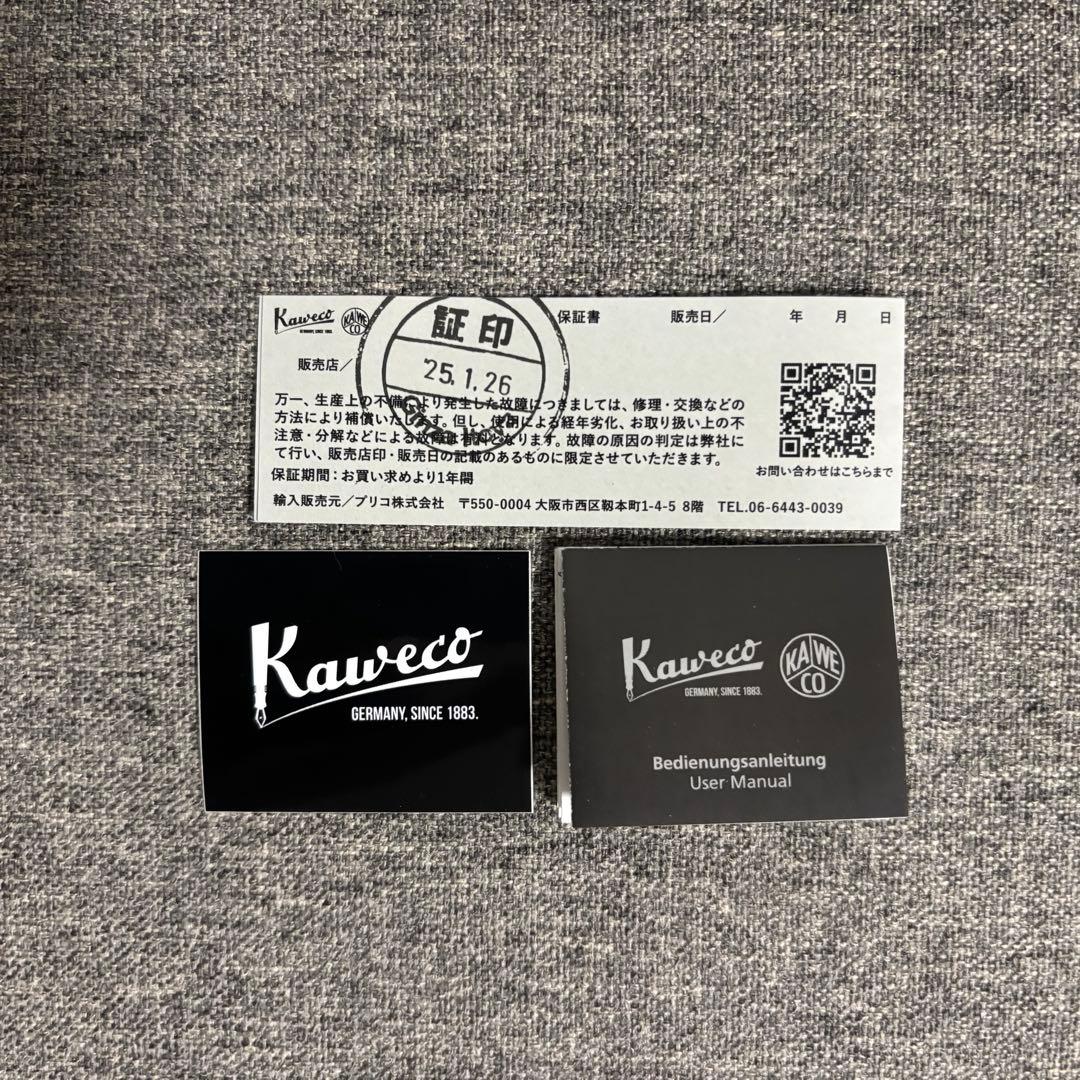 Kaweco
GERMANY, SINCE 1883.
KAWE
CO
保証書
販売日／ 年 月 日
販売店／
証印
'25.1.26
万一、生産上の不備により発生した故障につきましては、修理・交換などの
方法により補償いたします。但し、使用による経年劣化、お取り扱い上の不
注意・分解などによる故障は有料となります。故障の原因の判定は弊社に
て行い、販売店印・販売日の記載のあるものに限定させていただきます。
保証期間：お買い求めより1年間
お問い合わせはこちらまで
輸入販売元／プリコ株式会社 〒550-0004 大阪市西区靱本町1-4-5 8階 TEL.06-6443-0039
Kaweco
GERMANY, SINCE 1883.
Kaweco
GERMANY, SINCE 1883.
KAWE
CO
Bedienungsanleitung
User Manual